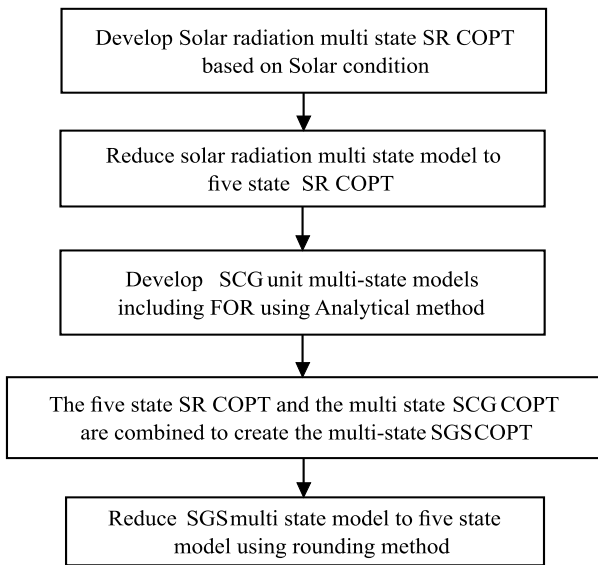 Develop Solar radiation multi state SR COPT
based on Solar condition
Reduce solar radiation multi state model to
five state SR COPT
Develop SCG unit multi-state models
including FOR using Analytical method
The five state SR COPT and the multi state SCG COPT
are combined to create the multi-state SGS COPT
Reduce SGS multi state model to five state
model using rounding method